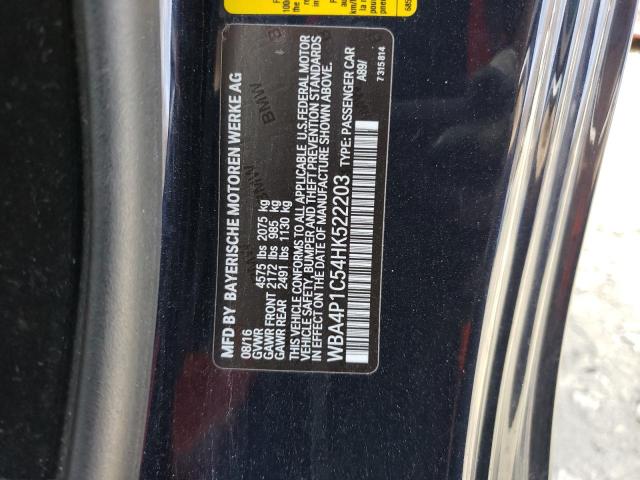 MFD BY BAYERISCHE MOTOREN WERKE AG
08/16
GVWR 4575 lbs 2075 kg
GAWR FRONT 2172 lbs 985 kg
GAWR REAR 2491 lbs 1130 kg
THIS VEHICLE CONFORMS TO ALL APPLICABLE U.S.FEDERAL MOTOR
VEHICLE SAFETY, BUMPER AND THEFT PREVENTION STANDARDS
IN EFFECT ON THE DATE OF MANUFACTURE SHOWN ABOVE.
WBA4P1C54HK522203 TYPE: PASSENGER CAR
A89/
7 315 814
BMW
BMW